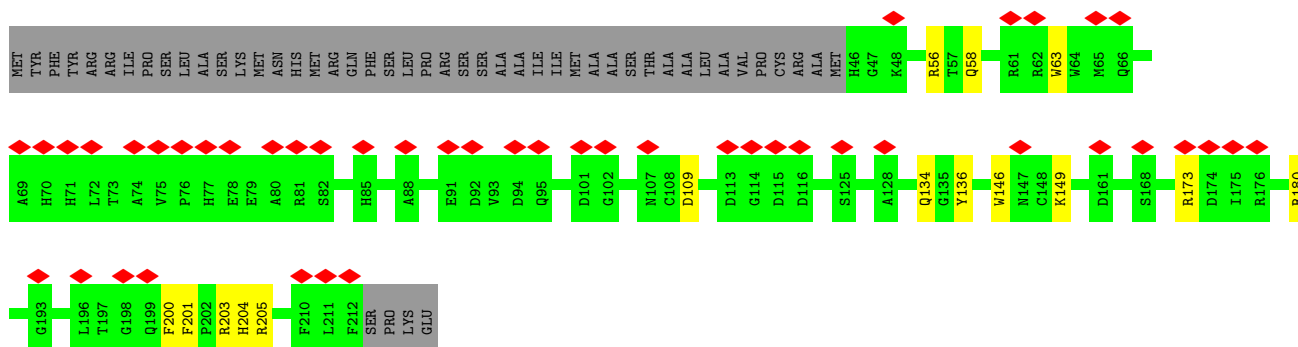 MET TYR PHE TYR ARG ARG ILE PRO SER LEU ALA SER LYS MET ASN HIS MET ARG GLN PHE SER LEU PRO ARG SER SER ALA ALA ILE ILE MET ALA ALA SER THR ALA ALA LEU ALA VAL PRO CYS ARG ALA MET H46 G47 K48 R56 T57 Q58 R61 R62 W63 W64 M65 Q66
A69 H70 H71 L72 T73 A74 V75 P76 H77 E78 E79 A80 R81 S82 H85 A88 E91 D92 V93 D94 Q95 D101 G102 N107 C108 D109 D113 G114 D115 D116 S125 A128 Q134 G135 Y136 W146 N147 C148 K149 D161 S168 R173 D174 I175 R176 R180
G193 L196 T197 G198 Q199 F200 F201 P202 R203 H204 R205 F210 L211 F212 SER PRO LYS GLU